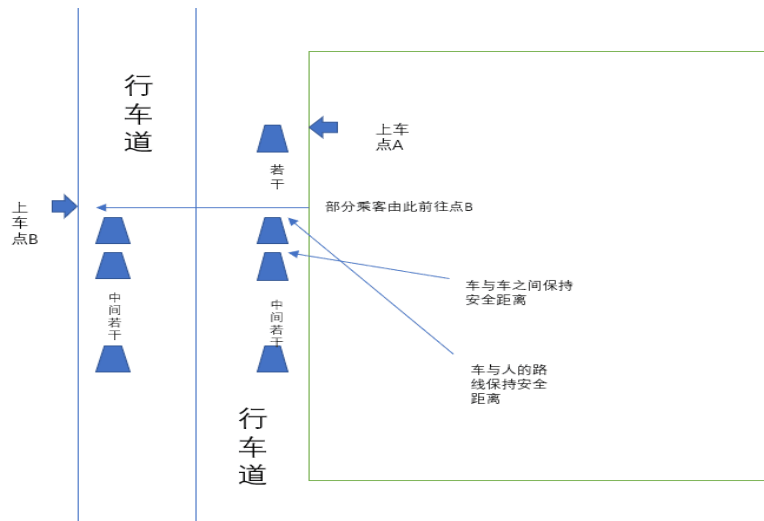 行
车
道
上车
点A
若
干
部分乘客由此前往点B
上
车
点B
车与车之间保持
安全距离
中
间
若
干
中
间
若
干
车与人的路
线保持安全
距离
行
车
道